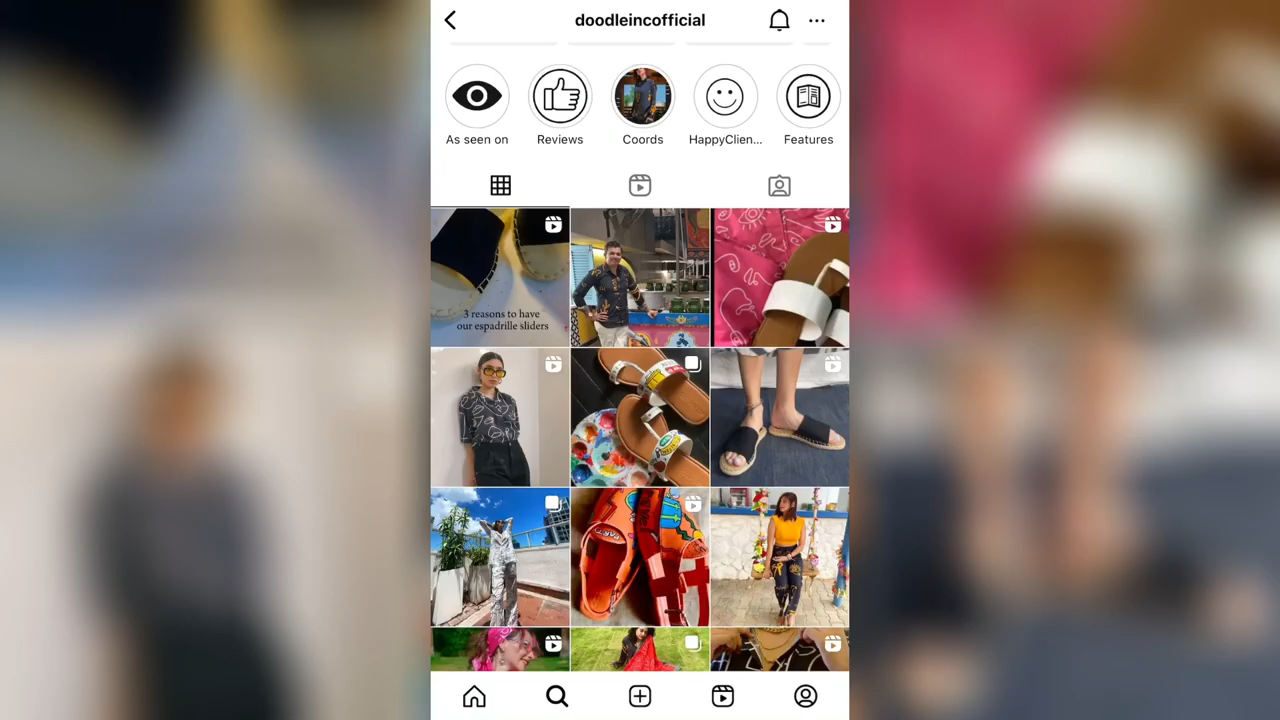 doodleincofficial
As seen on
Reviews
Coords
HappyClien...
Features
3 reasons to have
our espadrille sliders